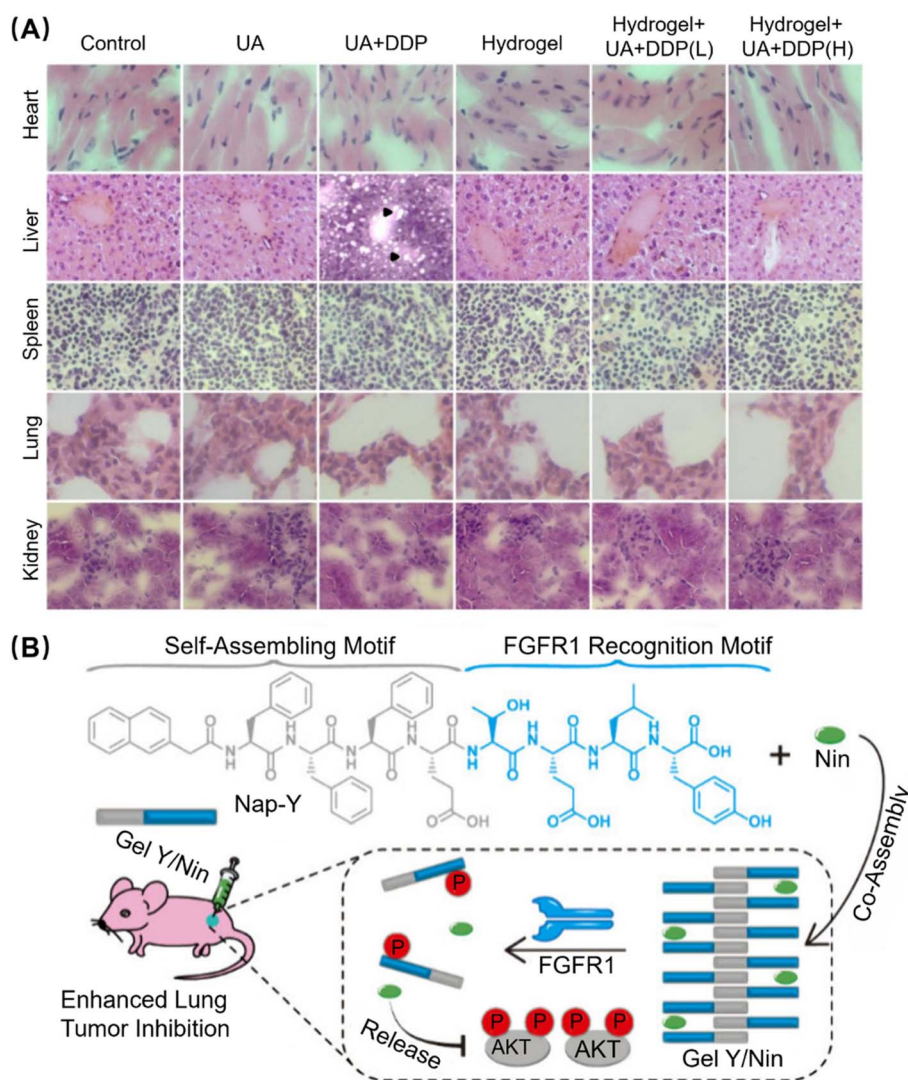 (A)
Control
UA
UA+DDP
Hydrogel
Hydrogel+
UA+DDP(L)
Hydrogel+
UA+DDP(H)
Heart
Liver
Spleen
Lung
Kidney
(B)
Self-Assembling Motif
FGFR1 Recognition Motif
O
O
O
OH
O
O
O
H
N
H
N
H
N
N
H
N
H
N
H
N
H
OH
O
O
O
O
O
OH
O
OH
OH
Nap-Y
+
Nin
Gel Y/Nin
Co-Assembly
P
P
FGFR1
Enhanced Lung
Tumor Inhibition
Release
P
P
P
P
AKT
AKT
Gel Y/Nin